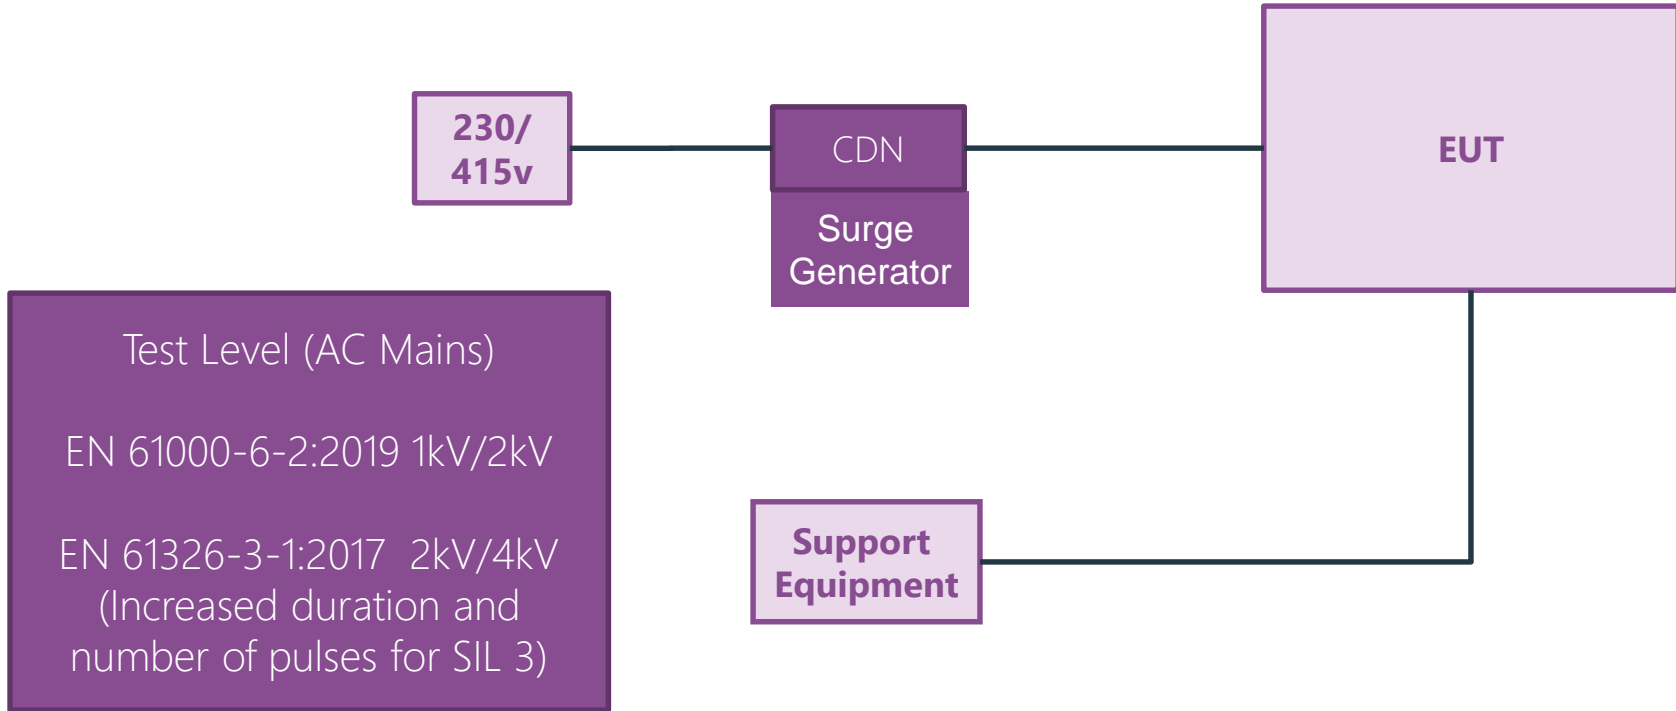 230/
415v
CDN
EUT
Surge
Generator
Test Level (AC Mains)
EN 61000-6-2:2019 1kV/2kV
EN 61326-3-1:2017  2kV/4kV
(Increased duration and
number of pulses for SIL 3)
Support
Equipment